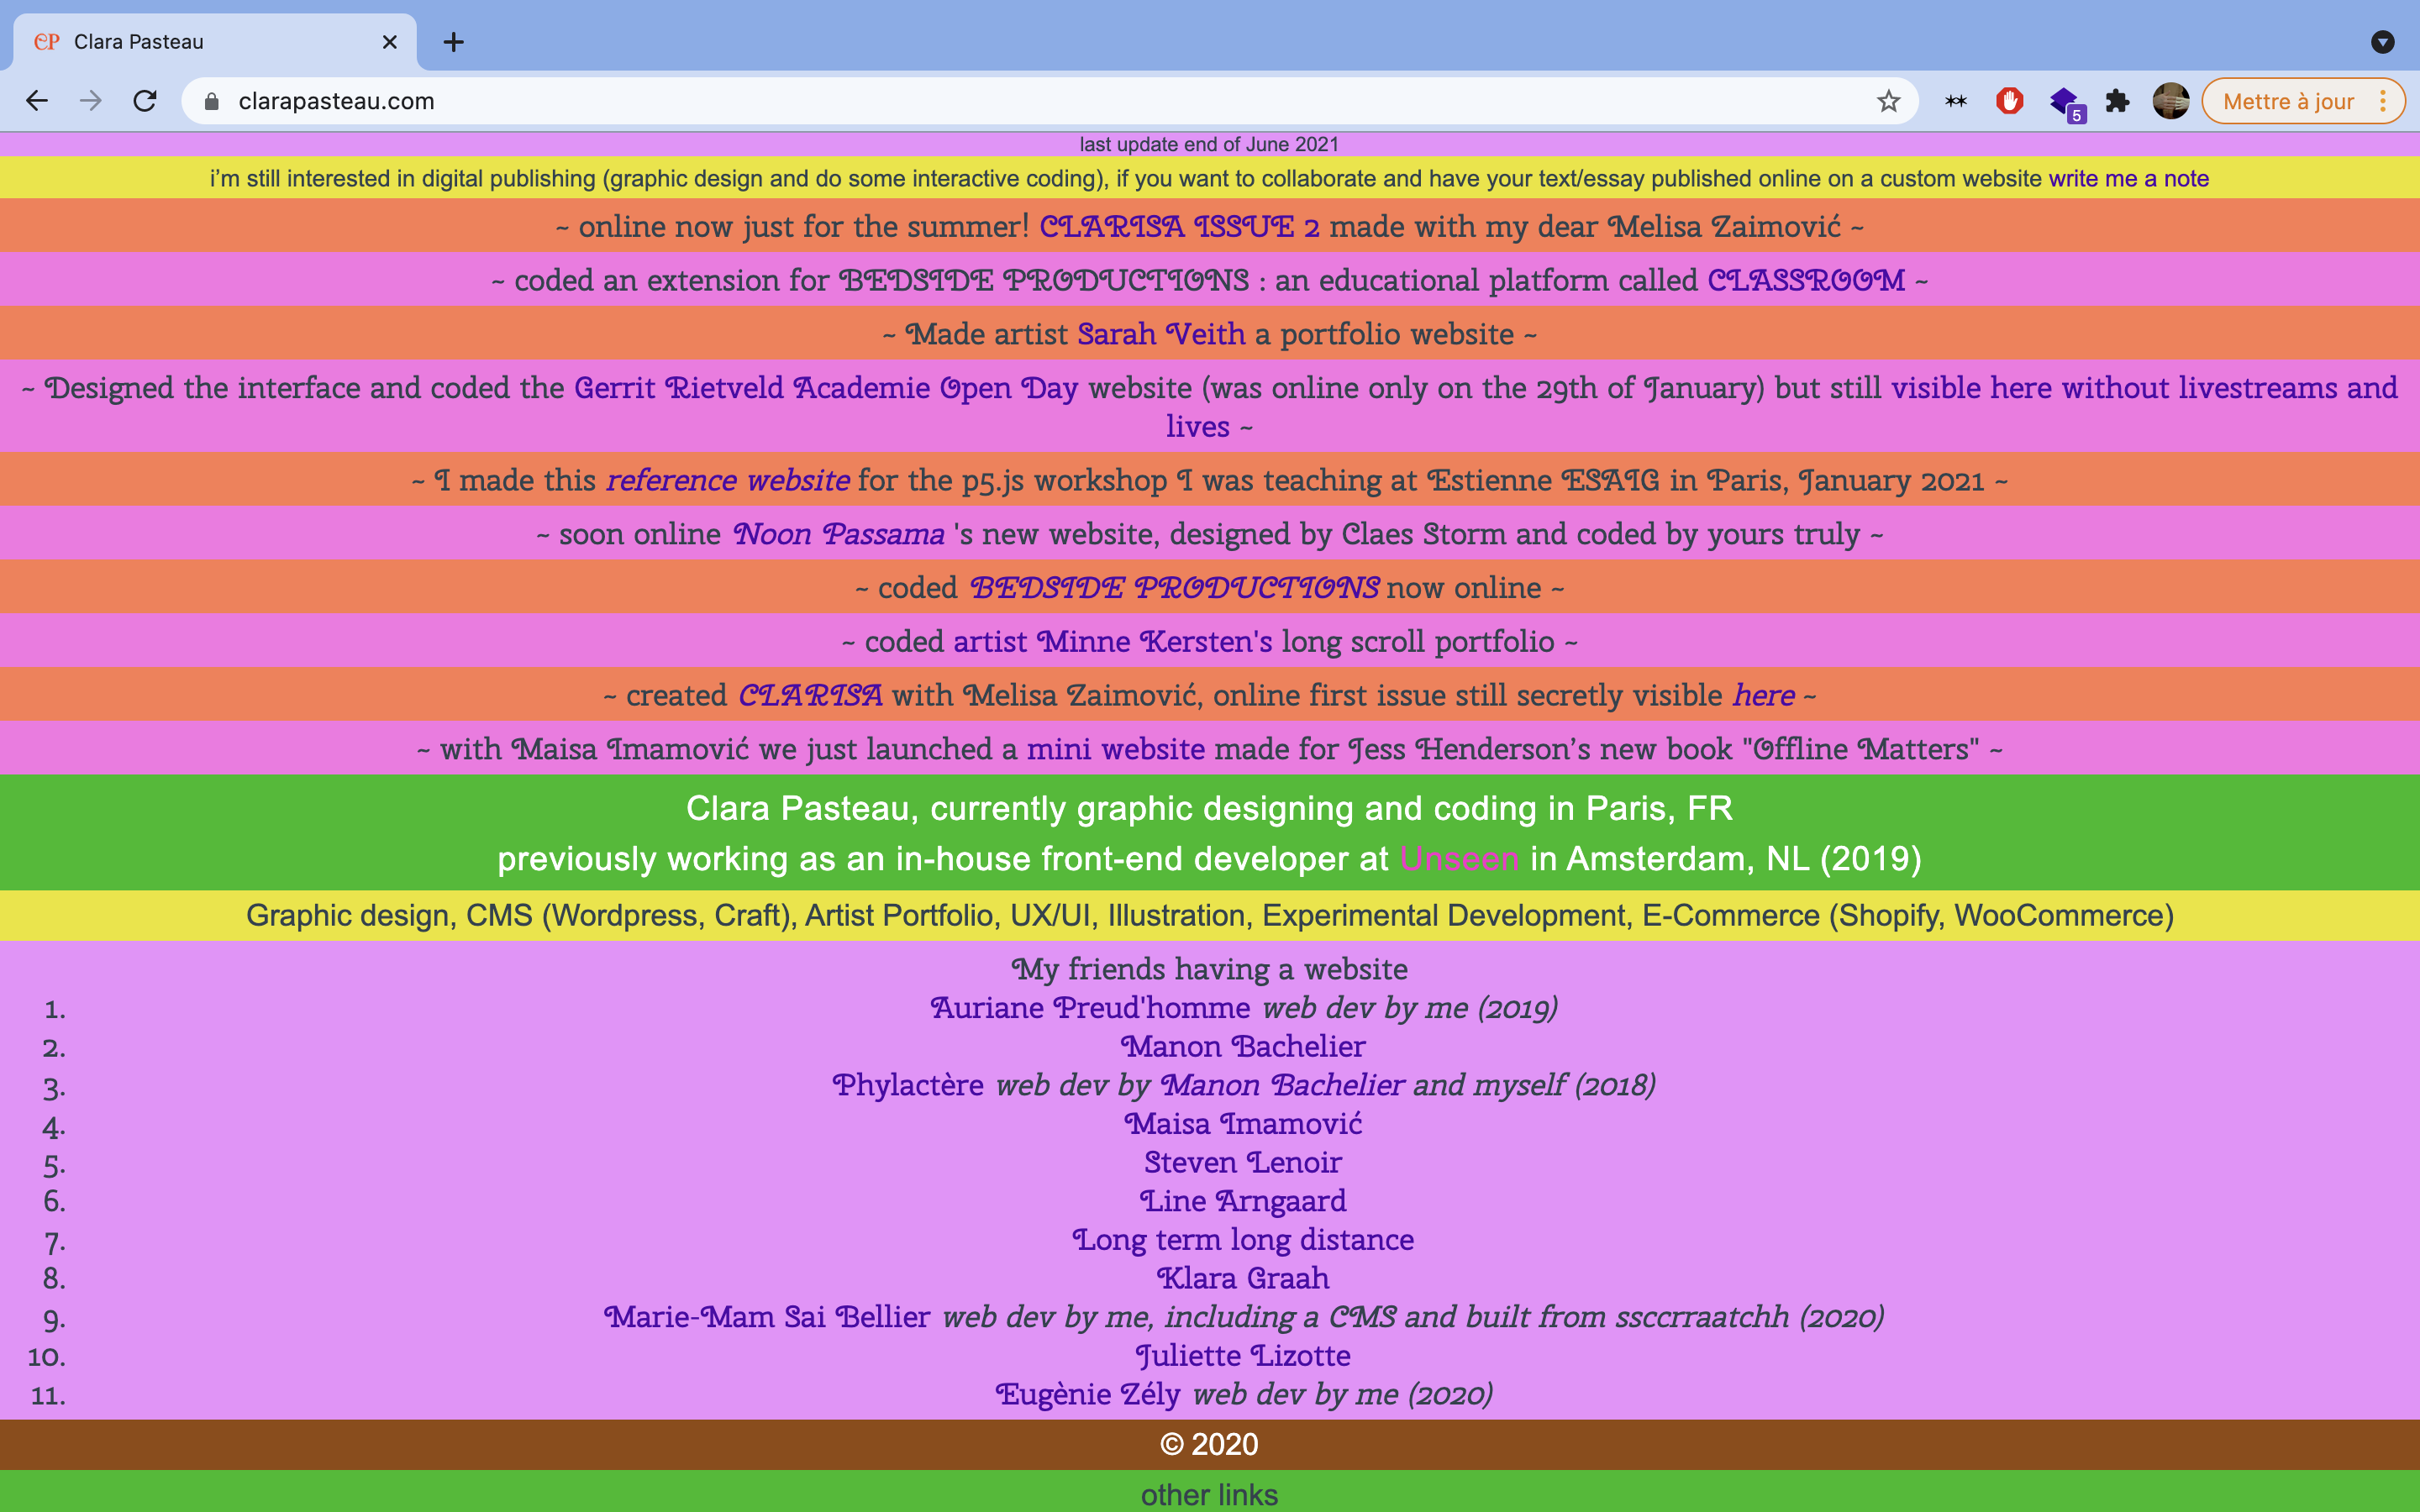 CP Clara Pasteau
clarapasteau.com
5
Mettre à jour
last update end of June 2021
i’m still interested in digital publishing (graphic design and do some interactive coding), if you want to collaborate and have your text/essay published online on a custom website write me a note
~ online now just for the summer! CLARISA ISSUE 2 made with my dear Melisa Zaimović ~
~ coded an extension for BEDSIDE PRODUCTIONS : an educational platform called CLASSROOM ~
~ Made artist Sarah Veith a portfolio website ~
~ Designed the interface and coded the Gerrit Rietveld Academie Open Day website (was online only on the 29th of January) but still visible here without livestreams and
lives ~
~ I made this reference website for the p5.js workshop I was teaching at Estienne ESAIG in Paris, January 2021 ~
~ soon online Noon Passama 's new website, designed by Claes Storm and coded by yours truly ~
~ coded BEDSIDE PRODUCTIONS now online ~
~ coded artist Minne Kersten's long scroll portfolio ~
~ created CLARISA with Melisa Zaimović, online first issue still secretly visible here ~
~ with Maisa Imamović we just launched a mini website made for Jess Henderson’s new book "Offline Matters" ~
Clara Pasteau, currently graphic designing and coding in Paris, FR
previously working as an in-house front-end developer at Unseen in Amsterdam, NL (2019)
Graphic design, CMS (Wordpress, Craft), Artist Portfolio, UX/UI, Illustration, Experimental Development, E-Commerce (Shopify, WooCommerce)
My friends having a website
1. Auriane Preud'homme web dev by me (2019)
2. Manon Bachelier
3. Phylactère web dev by Manon Bachelier and myself (2018)
4. Maisa Imamović
5. Steven Lenoir
6. Line Arngaard
7. Long term long distance
8. Klara Graah
9. Marie-Mam Sai Bellier web dev by me, including a CMS and built from ssccrraatchh (2020)
10. Juliette Lizotte
11. Eugènie Zély web dev by me (2020)
© 2020
other links